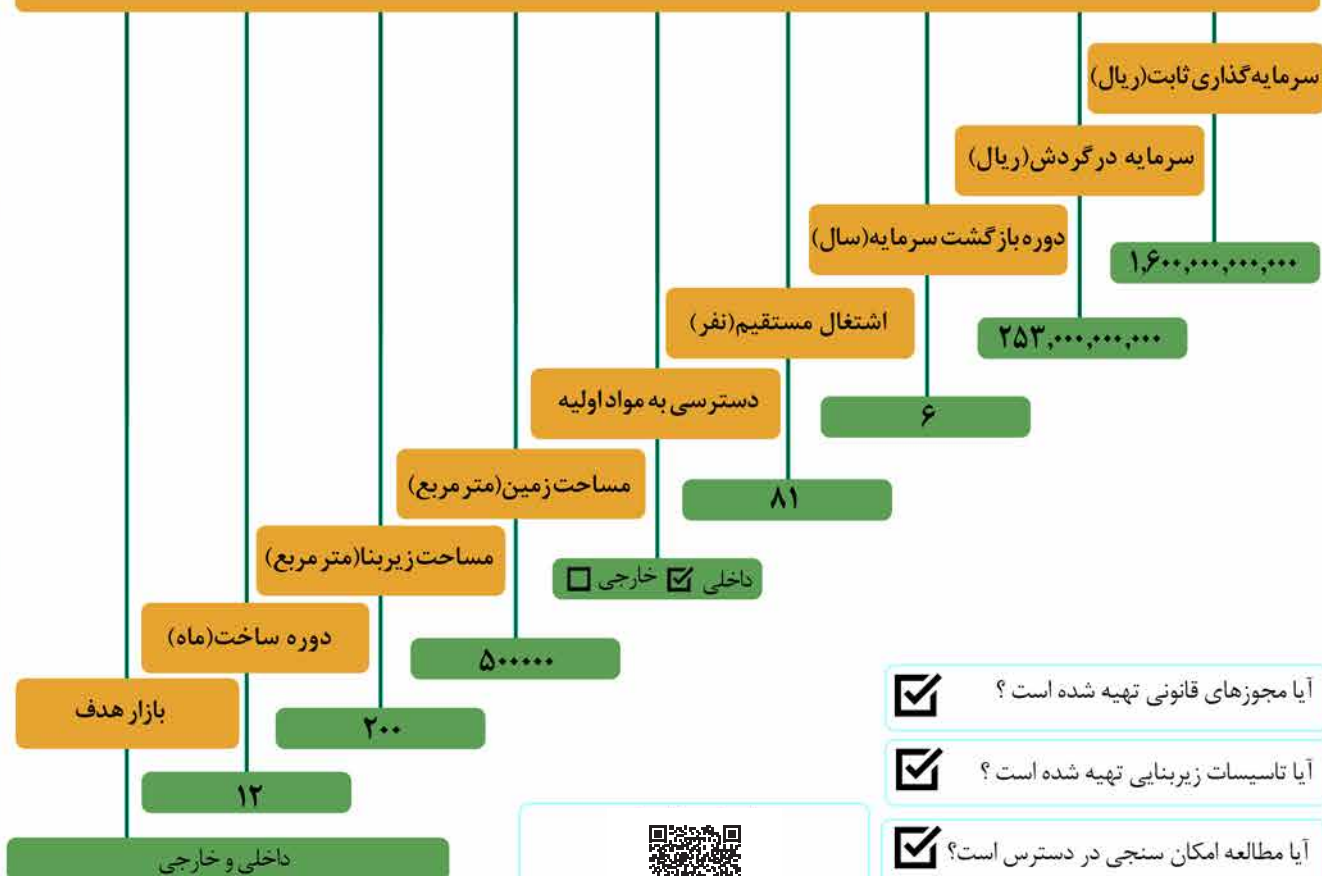 سرمایه‌گذاری ثابت(ریال)
۱,۶۰۰,۰۰۰,۰۰۰,۰۰۰
سرمایه در گردش(ریال)
۲۵۳,۰۰۰,۰۰۰,۰۰۰
دوره بازگشت سرمایه(سال)
۶
اشتغال مستقیم(نفر)
۸۱
دسترسی به مواد اولیه
داخلی ☑ خارجی ☐
مساحت زمین(متر مربع)
۵۰۰۰۰۰
مساحت زیربنا(متر مربع)
۲۰۰
دوره ساخت(ماه)
۱۲
بازار هدف
داخلی و خارجی
آیا مجوزهای قانونی تهیه شده است ؟ ☑
آیا تاسیسات زیربنایی تهیه شده است ؟ ☑
آیا مطالعه امکان سنجی در دسترس است؟ ☑